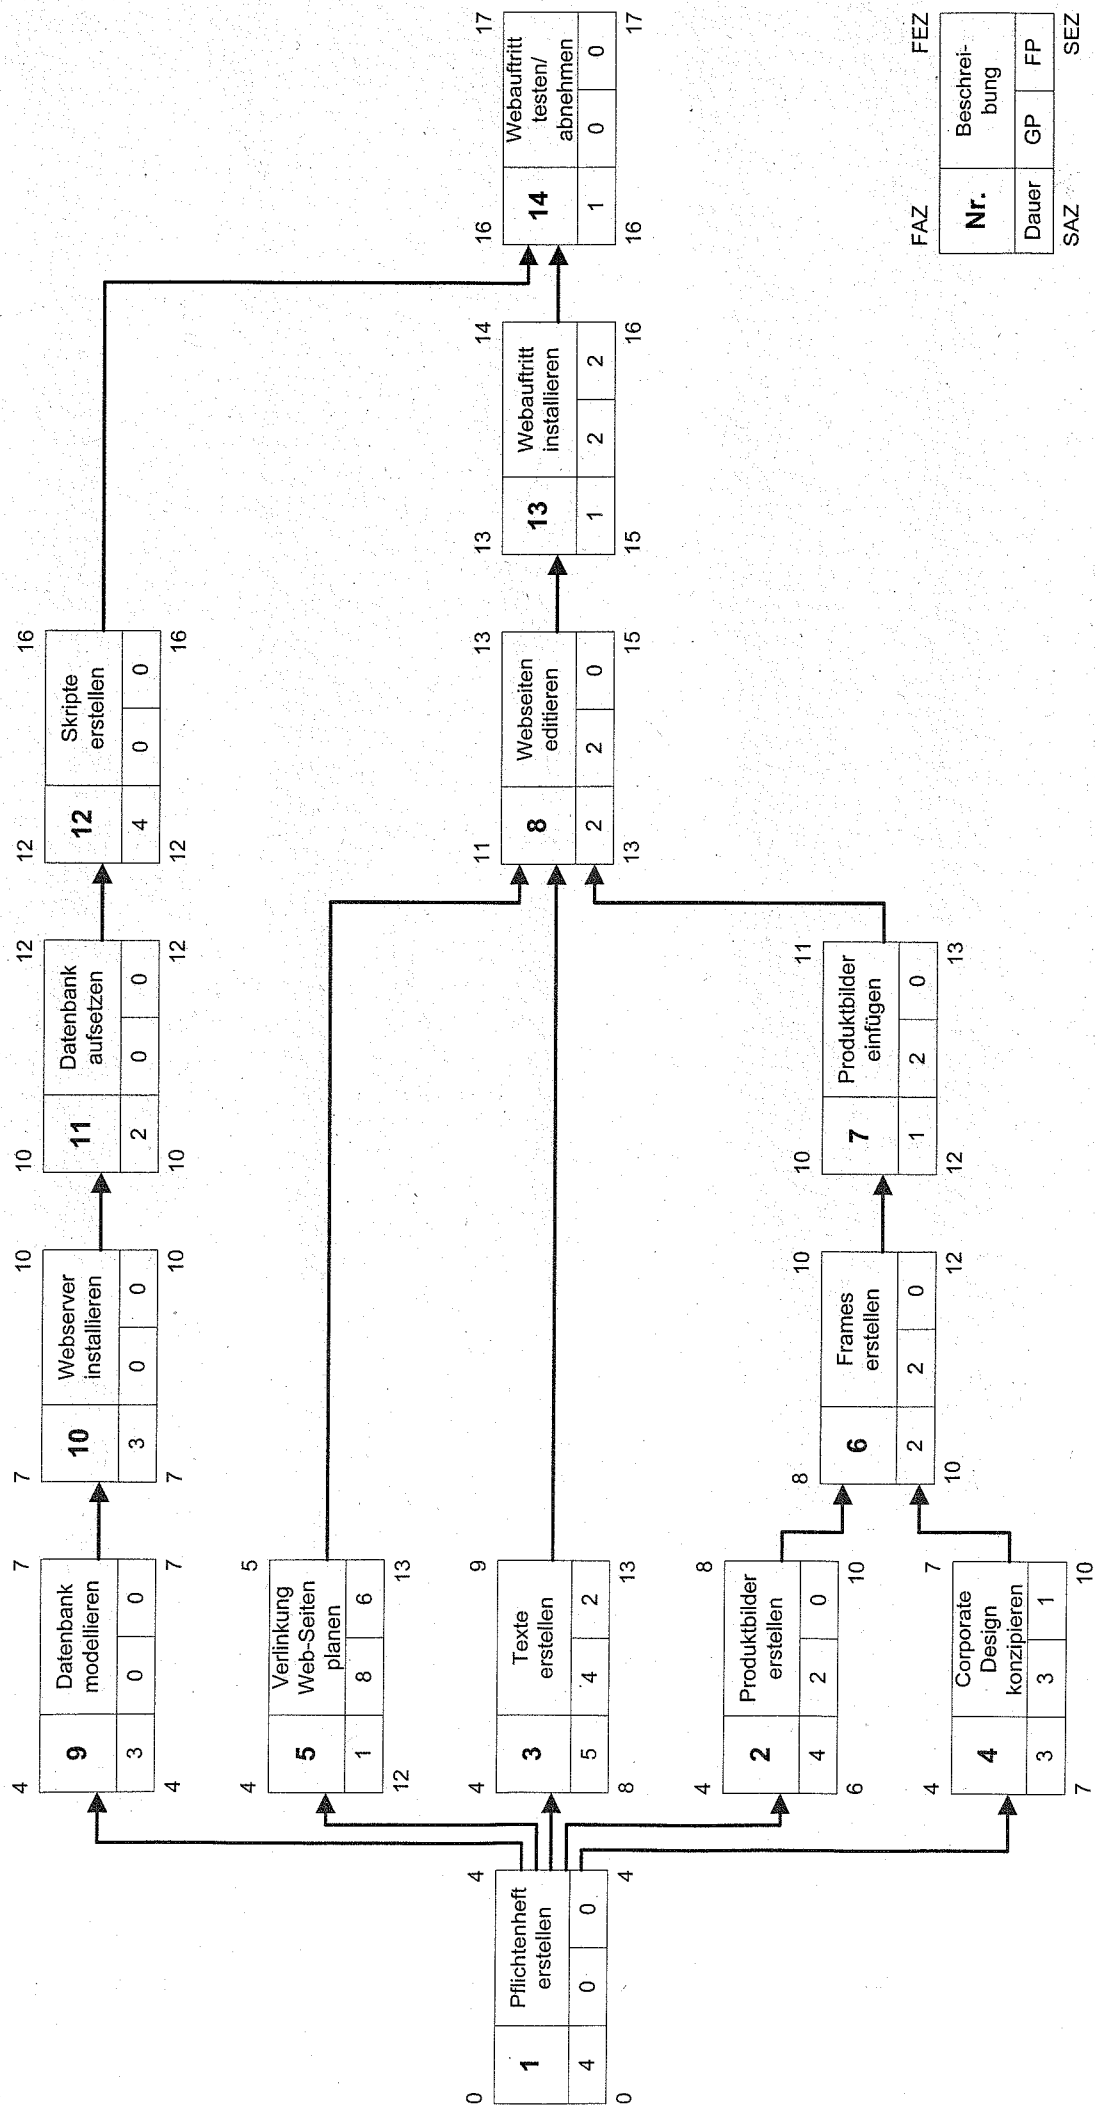 0
4
1
Pflichtenheft
erstellen
4
0
0
0
4
4
7
9
Datenbank
modellieren
3
0
0
4
7
7
10
10
Webserver
installieren
3
0
0
7
10
10
12
11
Datenbank
aufsetzen
2
0
0
10
12
12
16
12
Skripte
erstellen
4
0
0
12
16
4
5
5
Verlinkung
Web-Seiten
planen
1
8
6
12
13
4
9
3
Texte
erstellen
5
4
2
8
13
11
13
8
Webseiten
editieren
2
2
0
13
15
13
14
13
Webauftritt
installieren
1
2
2
15
16
16
17
14
Webauftritt
testen/
abnehmen
1
0
0
16
17
4
8
2
Produktbilder
erstellen
4
2
0
6
10
4
7
4
Corporate
Design
konzipieren
3
3
1
7
10
8
10
6
Frames
erstellen
2
2
0
10
12
10
11
7
Produktbilder
einfügen
1
2
0
12
13
FAZ
FEZ
Nr.
Beschrei-
bung
Dauer
GP
FP
SAZ
SEZ